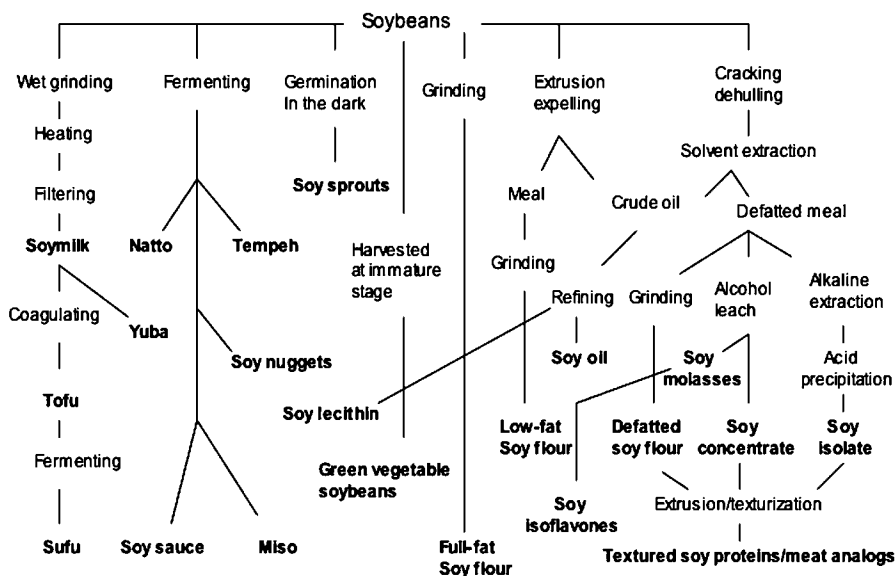 Soybeans
Wet grinding
Fermenting
Germination
In the dark
Grinding
Extrusion
expelling
Cracking
dehulling
Heating
Solvent extraction
Filtering
Soy sprouts
Meal
Crude oil
Defatted meal
Soymilk
Natto
Tempeh
Harvested
at immature
stage
Grinding
Refining
Grinding
Alcohol
leach
Alkaline
extraction
Coagulating
Yuba
Soy nuggets
Soy oil
Soy
molasses
Acid
precipitation
Tofu
Soy lecithin
Low-fat
Soy flour
Defatted
soy flour
Soy
concentrate
Soy
isolate
Fermenting
Green vegetable
soybeans
Soy
isoflavones
Extrusion/texturization
Sufu
Soy sauce
Miso
Full-fat
Soy flour
Textured soy proteins/meat analogs